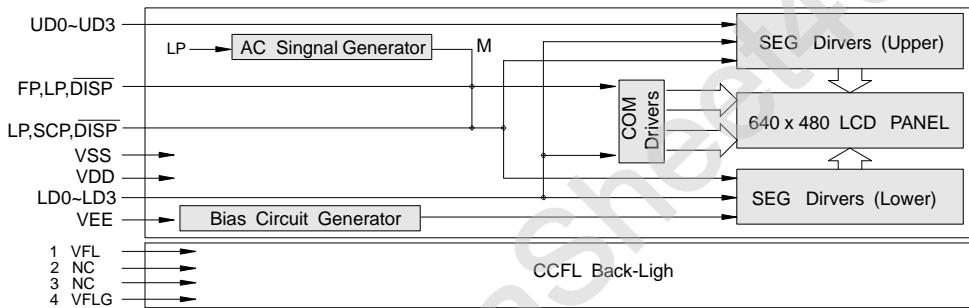 UD0~UD3
LP
AC Singnal Generator
M
SEG Dirvers (Upper)
FP,LP,DISP
COM
Drivers
640 x 480 LCD PANEL
LP,SCP,DISP
VSS
VDD
LD0~LD3
SEG Dirvers (Lower)
VEE
Bias Circuit Generator
1 VFL
2 NC
3 NC
4 VFLG
CCFL Back-Ligh